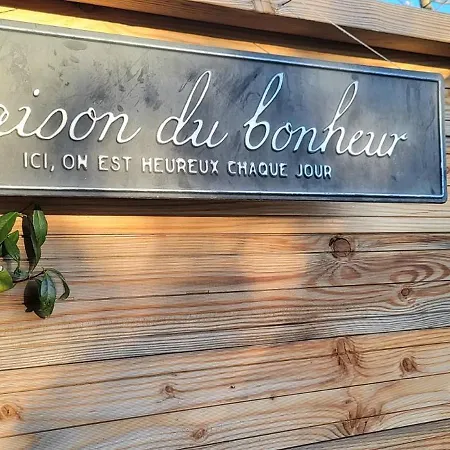 aison du bonheur
ICI, ON EST HEUREUX CHAQUE JOUR